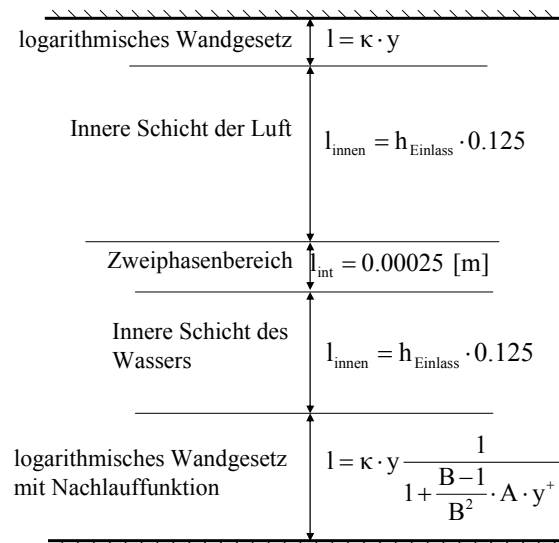 logarithmisches Wandgesetz
l = κ · y
Innere Schicht der Luft
l_innen = h_Einlass · 0.125
Zweiphasenbereich
l_int = 0.00025 [m]
Innere Schicht des
Wassers
l_innen = h_Einlass · 0.125
logarithmisches Wandgesetz
mit Nachlauffunktion
l = κ · y 1 / (1 + (B − 1) / B² · A · y⁺)